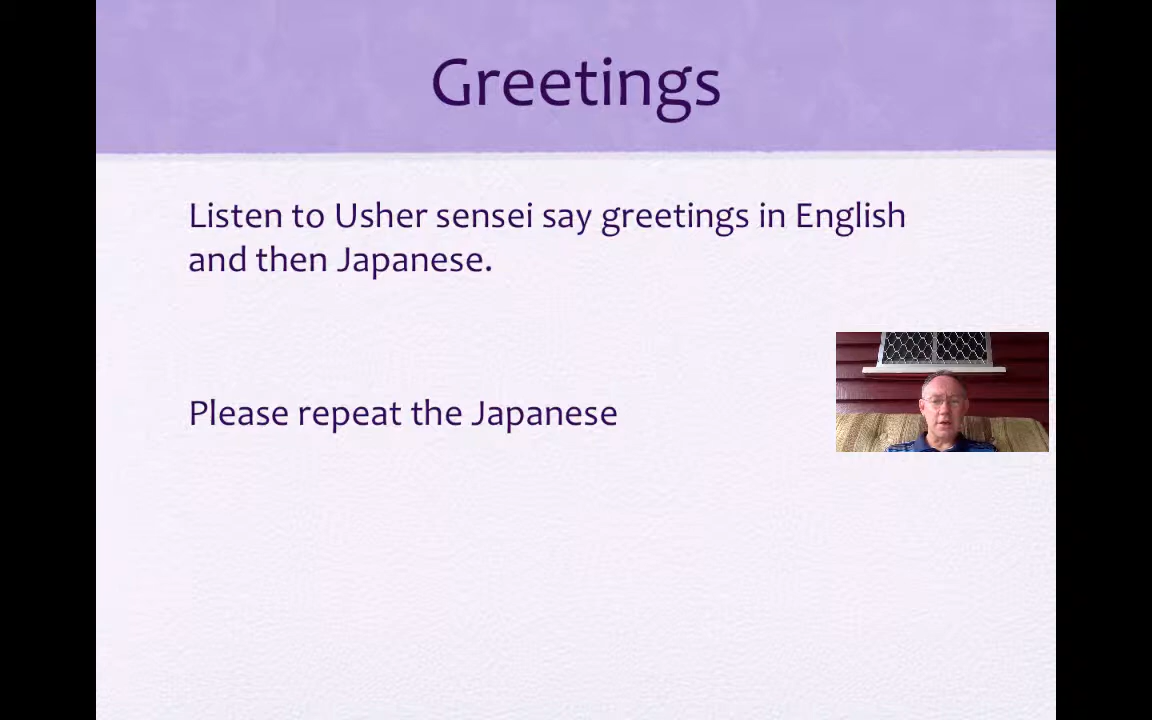 Greetings
Listen to Usher sensei say greetings in English
and then Japanese.
Please repeat the Japanese